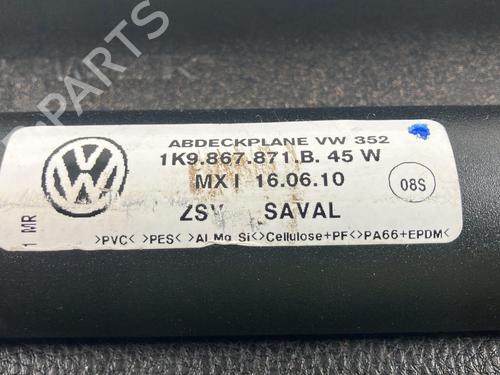 ABDECKPLANE VW 352
1K9.867.871.B. 45 W
MX I 16.06.10
08S
ZSV SAVAL
1 MR
>PVC< >PES< >Al Mg Si<>Cellulose+PF<>PA66+EPDM<